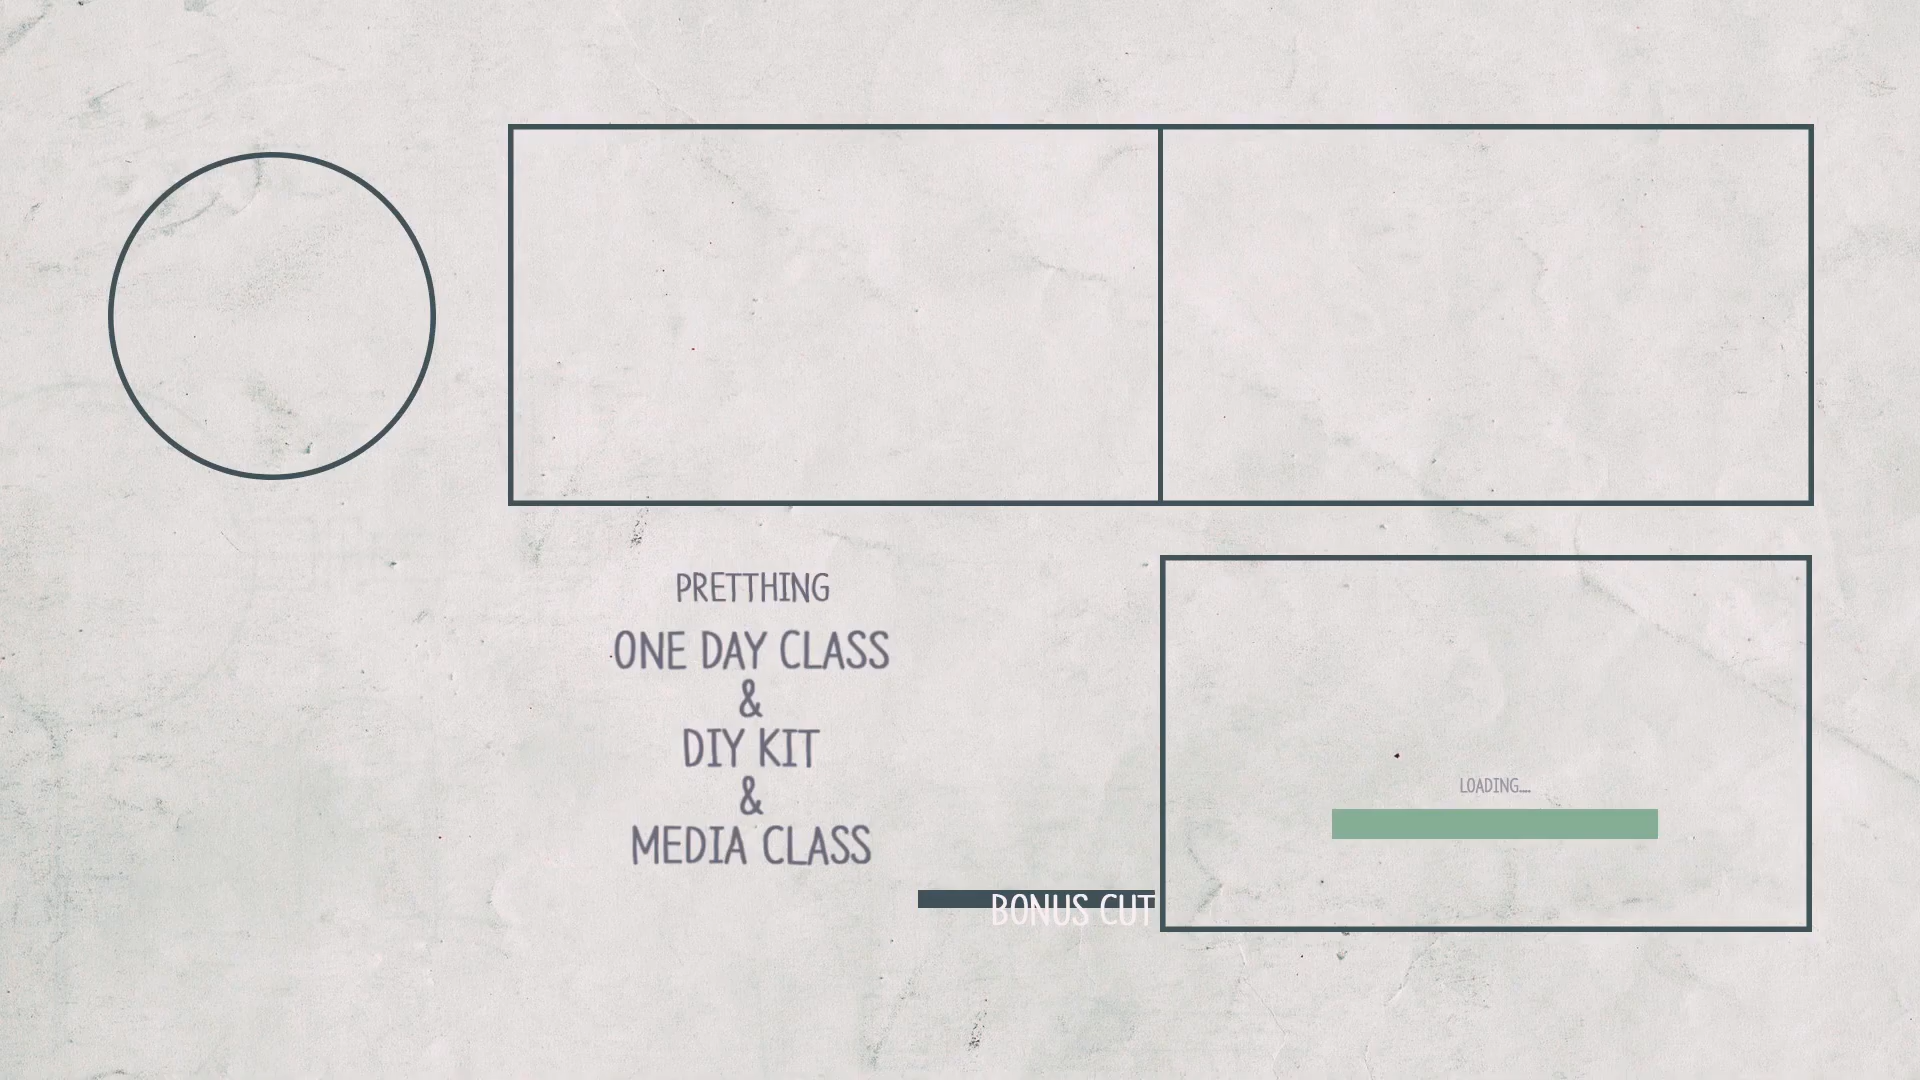 PRETTHING
ONE DAY CLASS
&
DIY KIT
&
MEDIA CLASS
LOADING....
BONUS CUT